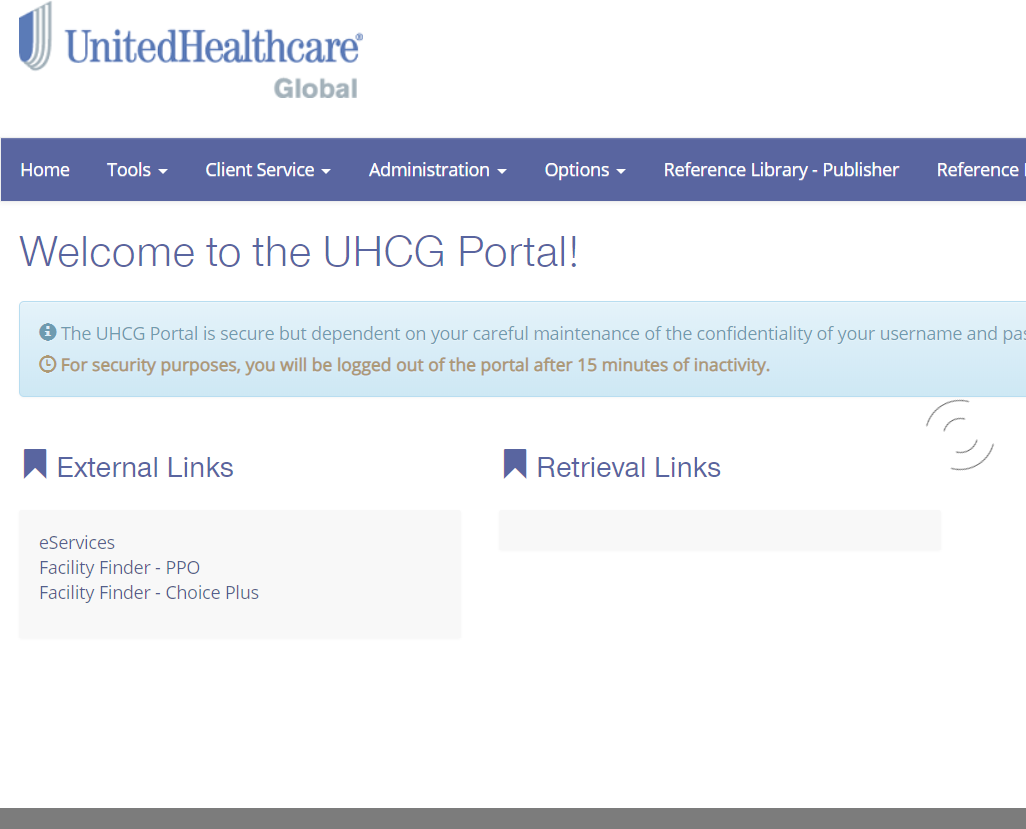 UnitedHealthcare®
Global
Home Tools Client Service Administration Options Reference Library - Publisher Reference
Welcome to the UHCG Portal!
The UHCG Portal is secure but dependent on your careful maintenance of the confidentiality of your username and pas
For security purposes, you will be logged out of the portal after 15 minutes of inactivity.
External Links
Retrieval Links
eServices
Facility Finder - PPO
Facility Finder - Choice Plus